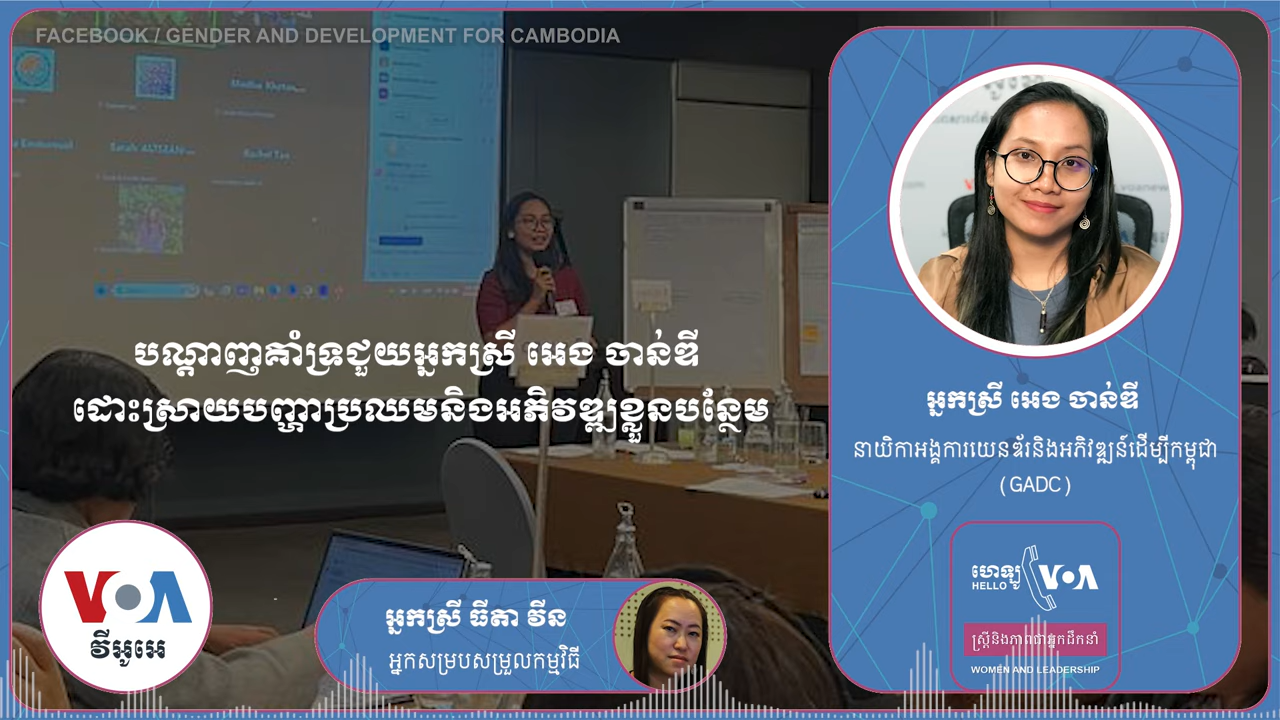 FACEBOOK / GENDER AND DEVELOPMENT FOR CAMBODIA
បណ្ដាញគាំទ្រជួយអ្នកស្រី អេង ចាន់ឌី
ដោះស្រាយបញ្ហាប្រឈមនិងអភិវឌ្ឍខ្លួនបន្ថែម
VOA
វីអូអេ
អ្នកស្រី ធីតា វីន
អ្នកសម្របសម្រួលកម្មវិធី
អ្នកស្រី អេង ចាន់ឌី
នាយិកាអង្គការយេនឌ័រនិងអភិវឌ្ឍន៍ដើម្បីកម្ពុជា
(GADC)
ហេឡូ VOA
HELLO
ស្ត្រីនិងភាពជាអ្នកដឹកនាំ
WOMEN AND LEADERSHIP